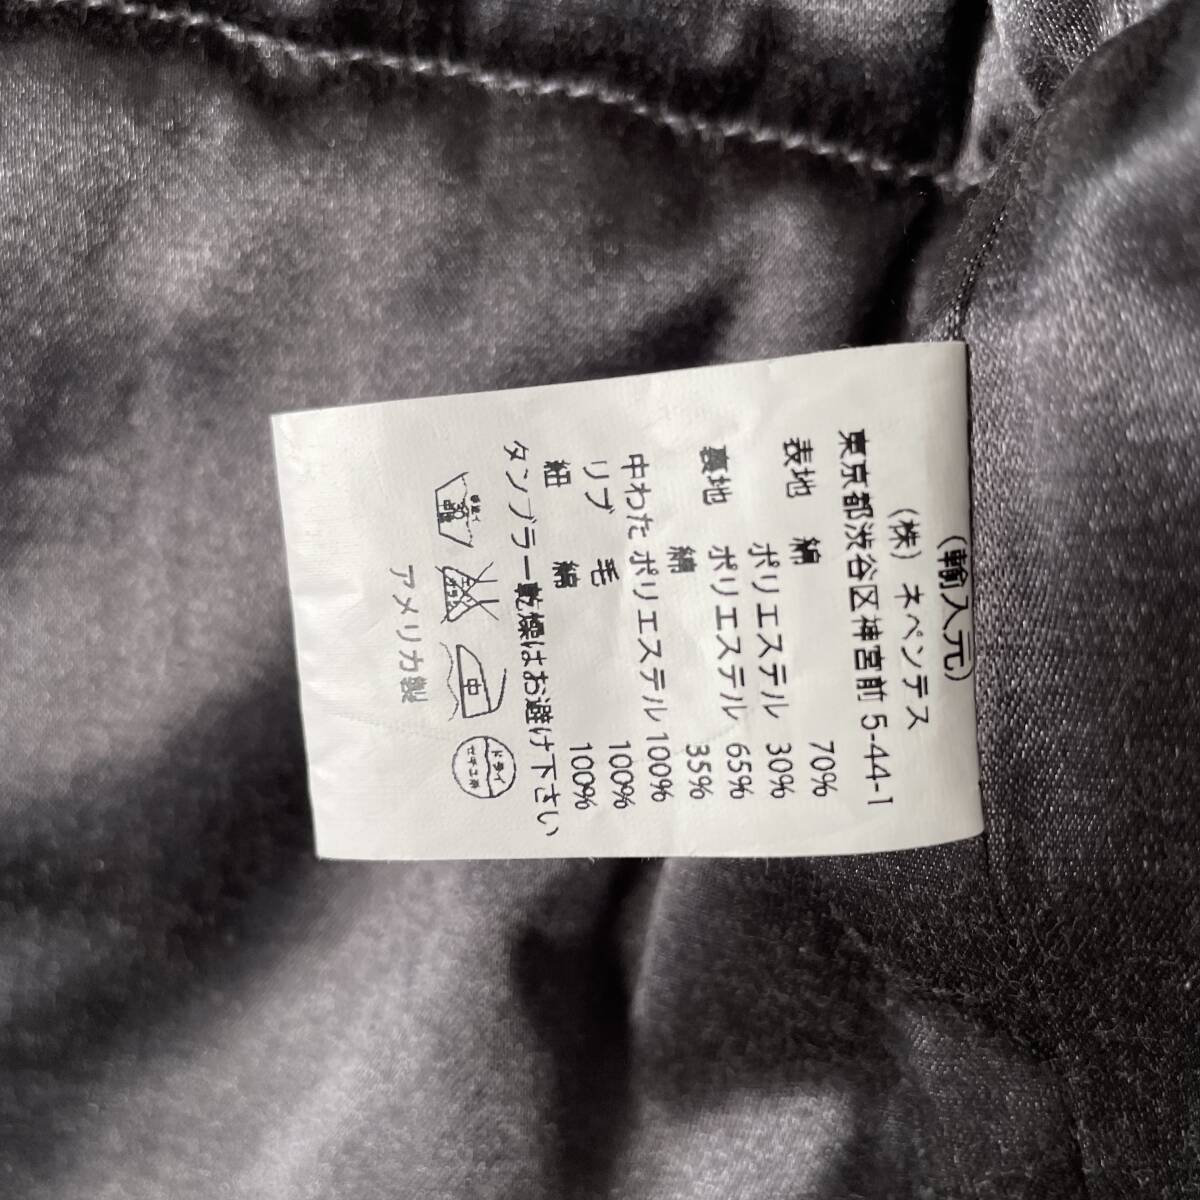 (輸入元)
(株) ネペンテス
東京都渋谷区神宮前 5-44-1
表地 綿 70%
ポリエステル 30%
裏地 ポリエステル 65%
綿 35%
中わた ポリエステル 100%
リブ 毛 100%
紐 綿 100%
タンブラー乾燥はお避け下さい
中
ドライ
アメリカ製